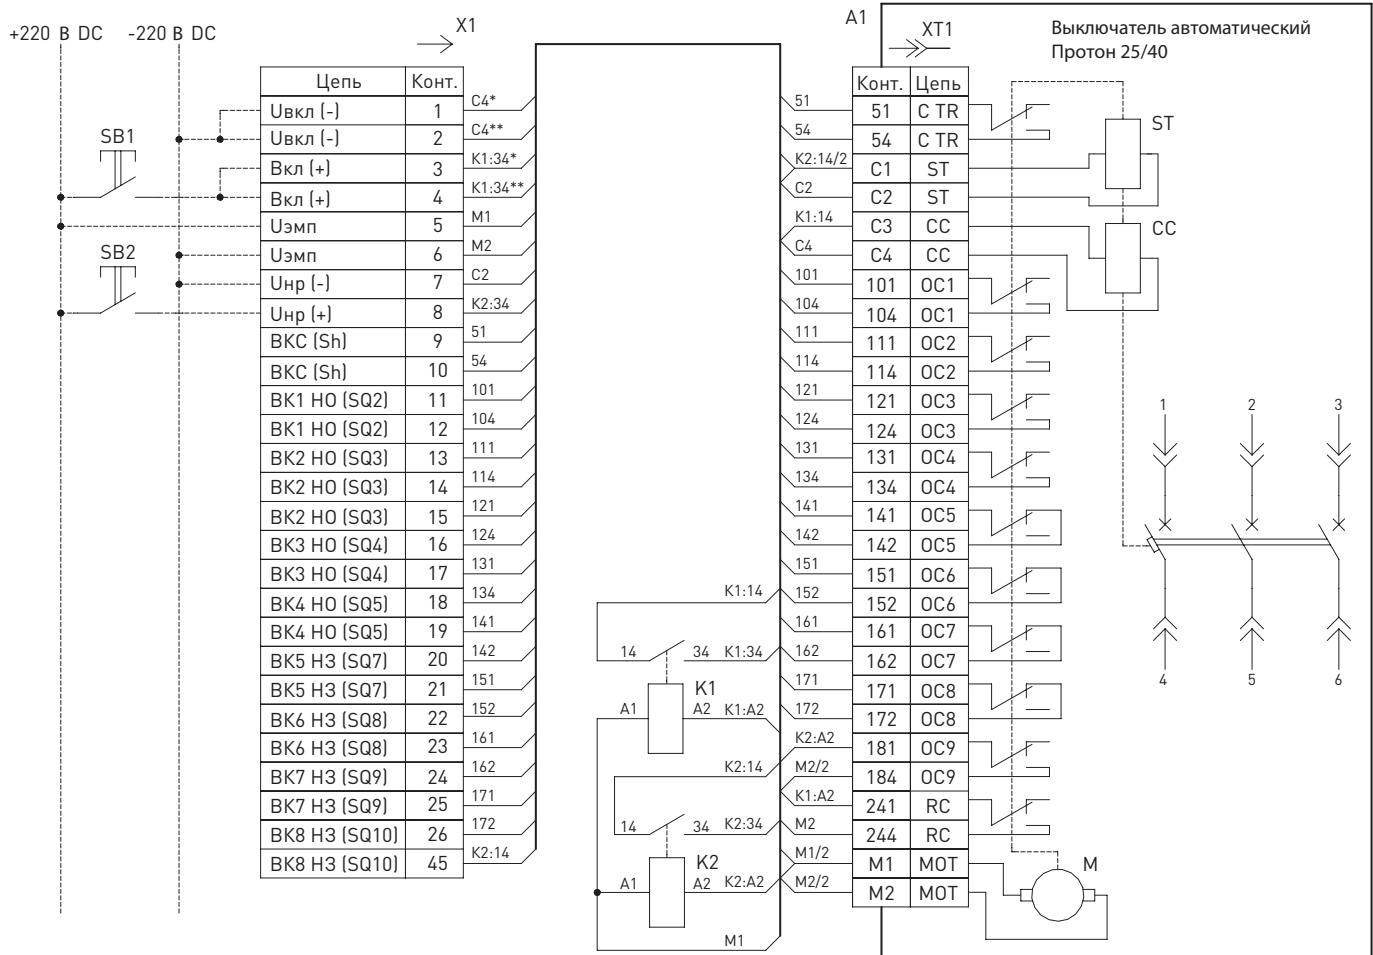 +220 В DC
-220 В DC
X1
A1
XT1
Выключатель автоматический
Протон 25/40
Цепь Конт.
Uвкл (-) 1 C4*
Uвкл (-) 2 C4**
Вкл (+) 3 K1:34*
Вкл (+) 4 K1:34**
Uэмп 5 M1
Uэмп 6 M2
Uнр (-) 7 C2
Uнр (+) 8 K2:34
ВКС (Sh) 9 51
ВКС (Sh) 10 54
ВК1 НО (SQ2) 11 101
ВК1 НО (SQ2) 12 104
ВК2 НО (SQ3) 13 111
ВК2 НО (SQ3) 14 114
ВК2 НО (SQ3) 15 121
ВК3 НО (SQ4) 16 124
ВК3 НО (SQ4) 17 131
ВК4 НО (SQ5) 18 134
ВК4 НО (SQ5) 19 141
ВК5 НЗ (SQ7) 20 142
ВК5 НЗ (SQ7) 21 151
ВК6 НЗ (SQ8) 22 152
ВК6 НЗ (SQ8) 23 161
ВК7 НЗ (SQ9) 24 162
ВК7 НЗ (SQ9) 25 171
ВК8 НЗ (SQ10) 26 172
ВК8 НЗ (SQ10) 45 K2:14
SB1
SB2
K1:14
14 34 K1:34
K1
A1 A2 K1:A2
K2:14
14 34 K2:34
K2
A1 A2 K2:A2
M1
Конт. Цепь
51 51 C TR
54 54 C TR
K2:14/2 C1 ST
C2 C2 ST
K1:14 C3 CC
C4 C4 CC
101 101 OC1
104 104 OC1
111 111 OC2
114 114 OC2
121 121 OC3
124 124 OC3
131 131 OC4
134 134 OC4
141 141 OC5
142 142 OC5
151 151 OC6
152 152 OC6
161 161 OC7
162 162 OC7
171 171 OC8
172 172 OC8
K2:A2 181 OC9
M2/2 184 OC9
K1:A2 241 RC
M2 244 RC
M1/2 M1 MOT
M2/2 M2 MOT
ST
CC
M
1 2 3
4 5 6